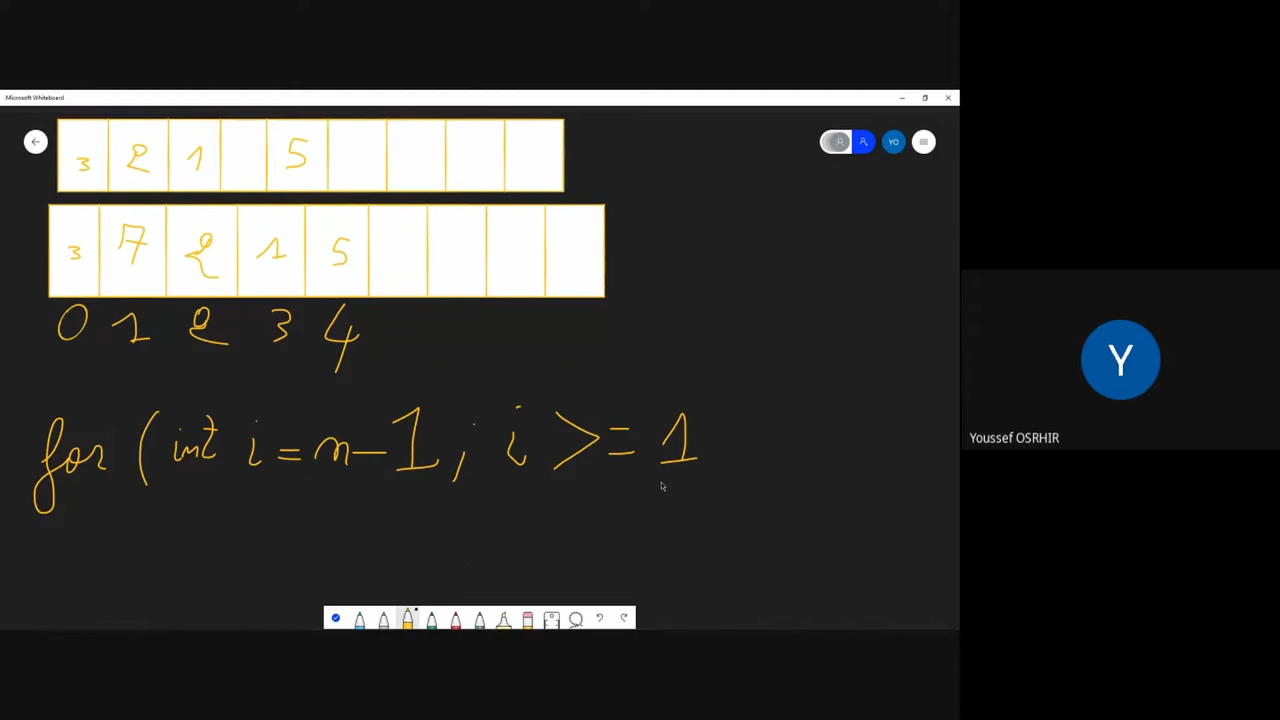 Microsoft Whiteboard
YO
3 2 1 5
3 7 2 1 5
0 1 2 3 4
for (int i = n-1; i >= 1
Y
Youssef OSRHIR